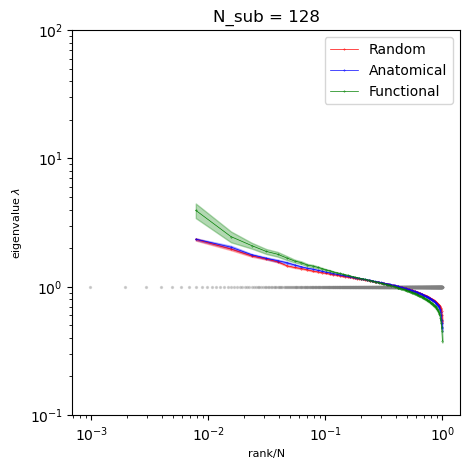 N_sub = 128
10²
Random
Anatomical
Functional
10¹
eigenvalue λ
10⁰
10⁻¹
10⁻³ 10⁻² 10⁻¹ 10⁰
rank/N